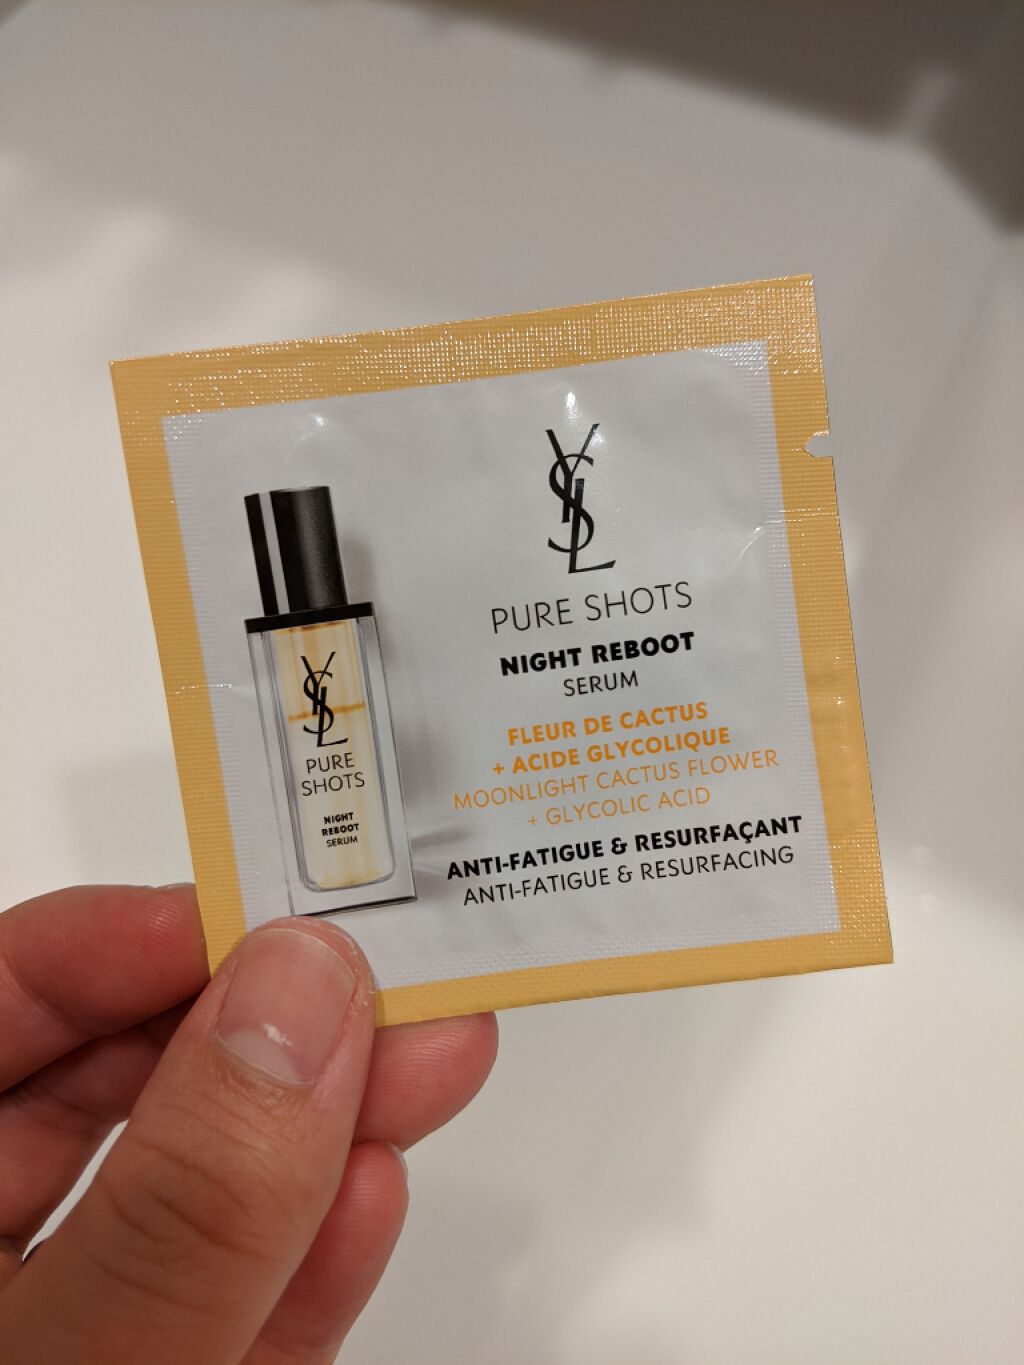 YSL
PURE SHOTS
NIGHT REBOOT
SERUM
FLEUR DE CACTUS
+ ACIDE GLYCOLIQUE
MOONLIGHT CACTUS FLOWER
+ GLYCOLIC ACID
ANTI-FATIGUE & RESURFAÇANT
ANTI-FATIGUE & RESURFACING
YSL
PURE
SHOTS
NIGHT
REBOOT
SERUM